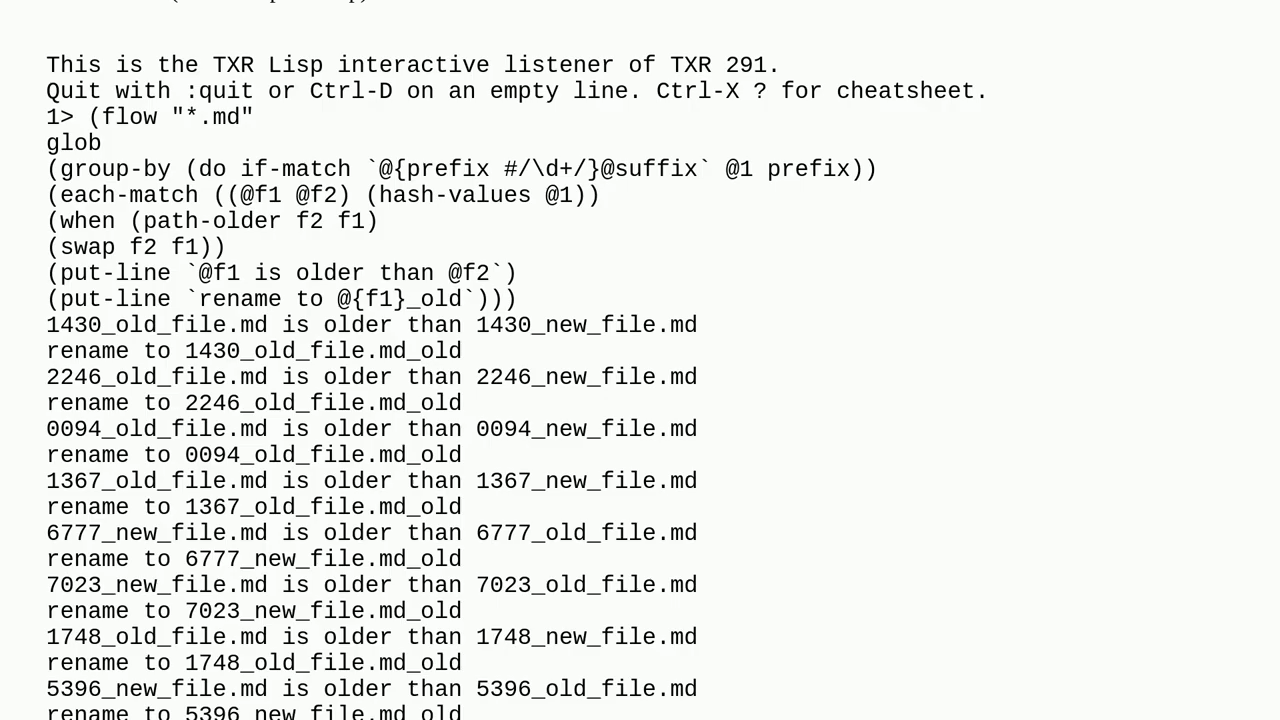 This is the TXR Lisp interactive listener of TXR 291.
Quit with :quit or Ctrl-D on an empty line. Ctrl-X ? for cheatsheet.
1> (flow "*.md"
glob
(group-by (do if-match `@{prefix #/\d+/}@suffix` @1 prefix))
(each-match ((@f1 @f2) (hash-values @1))
(when (path-older f2 f1)
(swap f2 f1))
(put-line `@f1 is older than @f2`)
(put-line `rename to @{f1}_old`)))
1430_old_file.md is older than 1430_new_file.md
rename to 1430_old_file.md_old
2246_old_file.md is older than 2246_new_file.md
rename to 2246_old_file.md_old
0094_old_file.md is older than 0094_new_file.md
rename to 0094_old_file.md_old
1367_old_file.md is older than 1367_new_file.md
rename to 1367_old_file.md_old
6777_new_file.md is older than 6777_old_file.md
rename to 6777_new_file.md_old
7023_new_file.md is older than 7023_old_file.md
rename to 7023_new_file.md_old
1748_old_file.md is older than 1748_new_file.md
rename to 1748_old_file.md_old
5396_new_file.md is older than 5396_old_file.md
rename to 5396_new_file.md_old